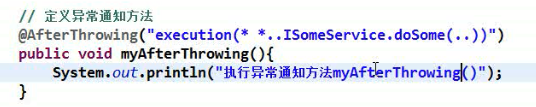 // 定义异常通知方法
@AfterThrowing("execution(* *..ISomeService.doSome(..))")
public void myAfterThrowing(){
System.out.println("执行异常通知方法myAfterThrowing()");
}